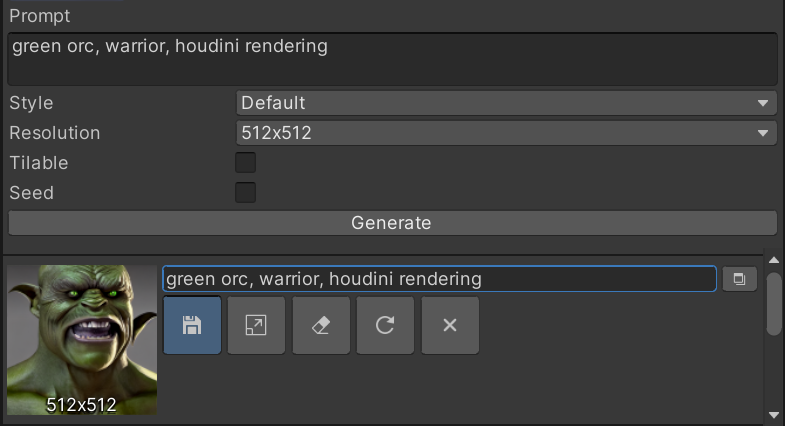 Prompt
green orc, warrior, houdini rendering
Style Default
Resolution 512x512
Tilable
Seed
Generate
green orc, warrior, houdini rendering
512x512